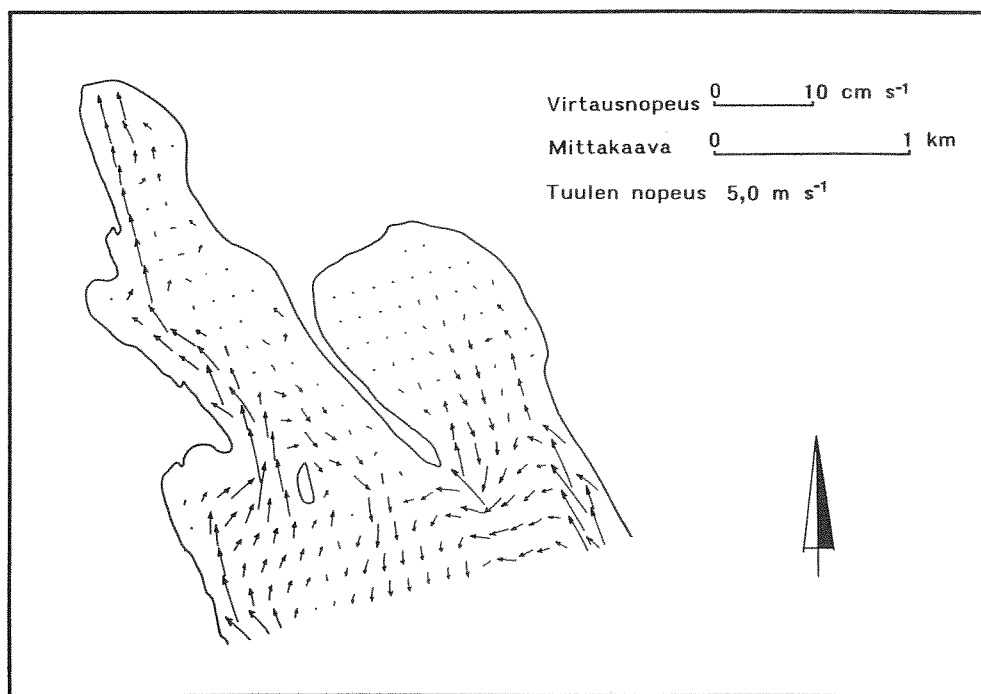 Virtausnopeus 0 10 cm s⁻¹
Mittakaava 0 1 km
Tuulen nopeus 5,0 m s⁻¹